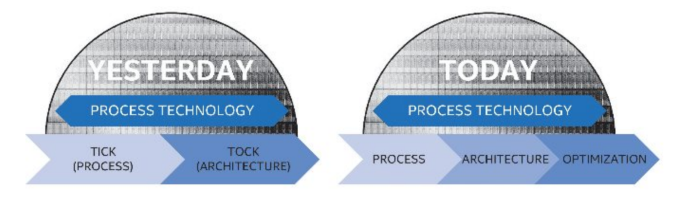 YESTERDAY
PROCESS TECHNOLOGY
TICK
(PROCESS)
TOCK
(ARCHITECTURE)
TODAY
PROCESS TECHNOLOGY
PROCESS
ARCHITECTURE
OPTIMIZATION